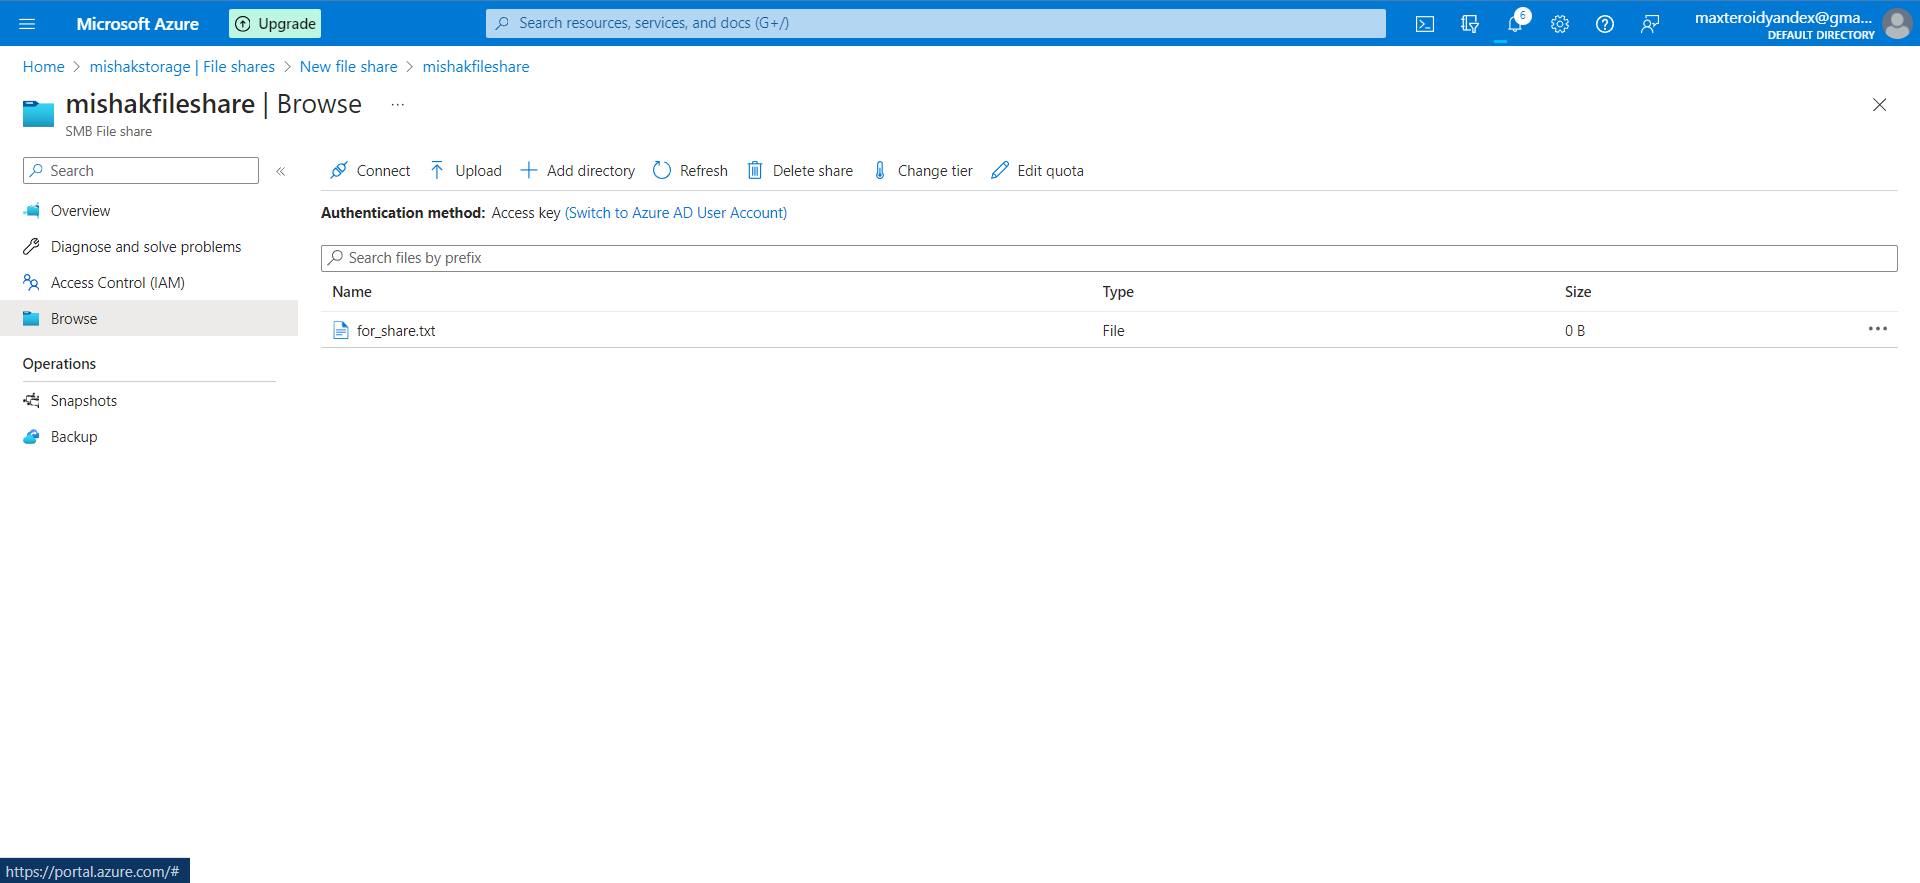 Microsoft Azure
Upgrade
Search resources, services, and docs (G+/)
6
maxteroidyandex@gma...
DEFAULT DIRECTORY
Home > mishakstorage | File shares > New file share > mishakfileshare
mishakfileshare | Browse ...
SMB File share
Search
«
Overview
Diagnose and solve problems
Access Control (IAM)
Browse
Operations
Snapshots
Backup
Connect Upload Add directory Refresh Delete share Change tier Edit quota
Authentication method: Access key (Switch to Azure AD User Account)
Search files by prefix
Name Type Size
for_share.txt File 0 B ...
https://portal.azure.com/#